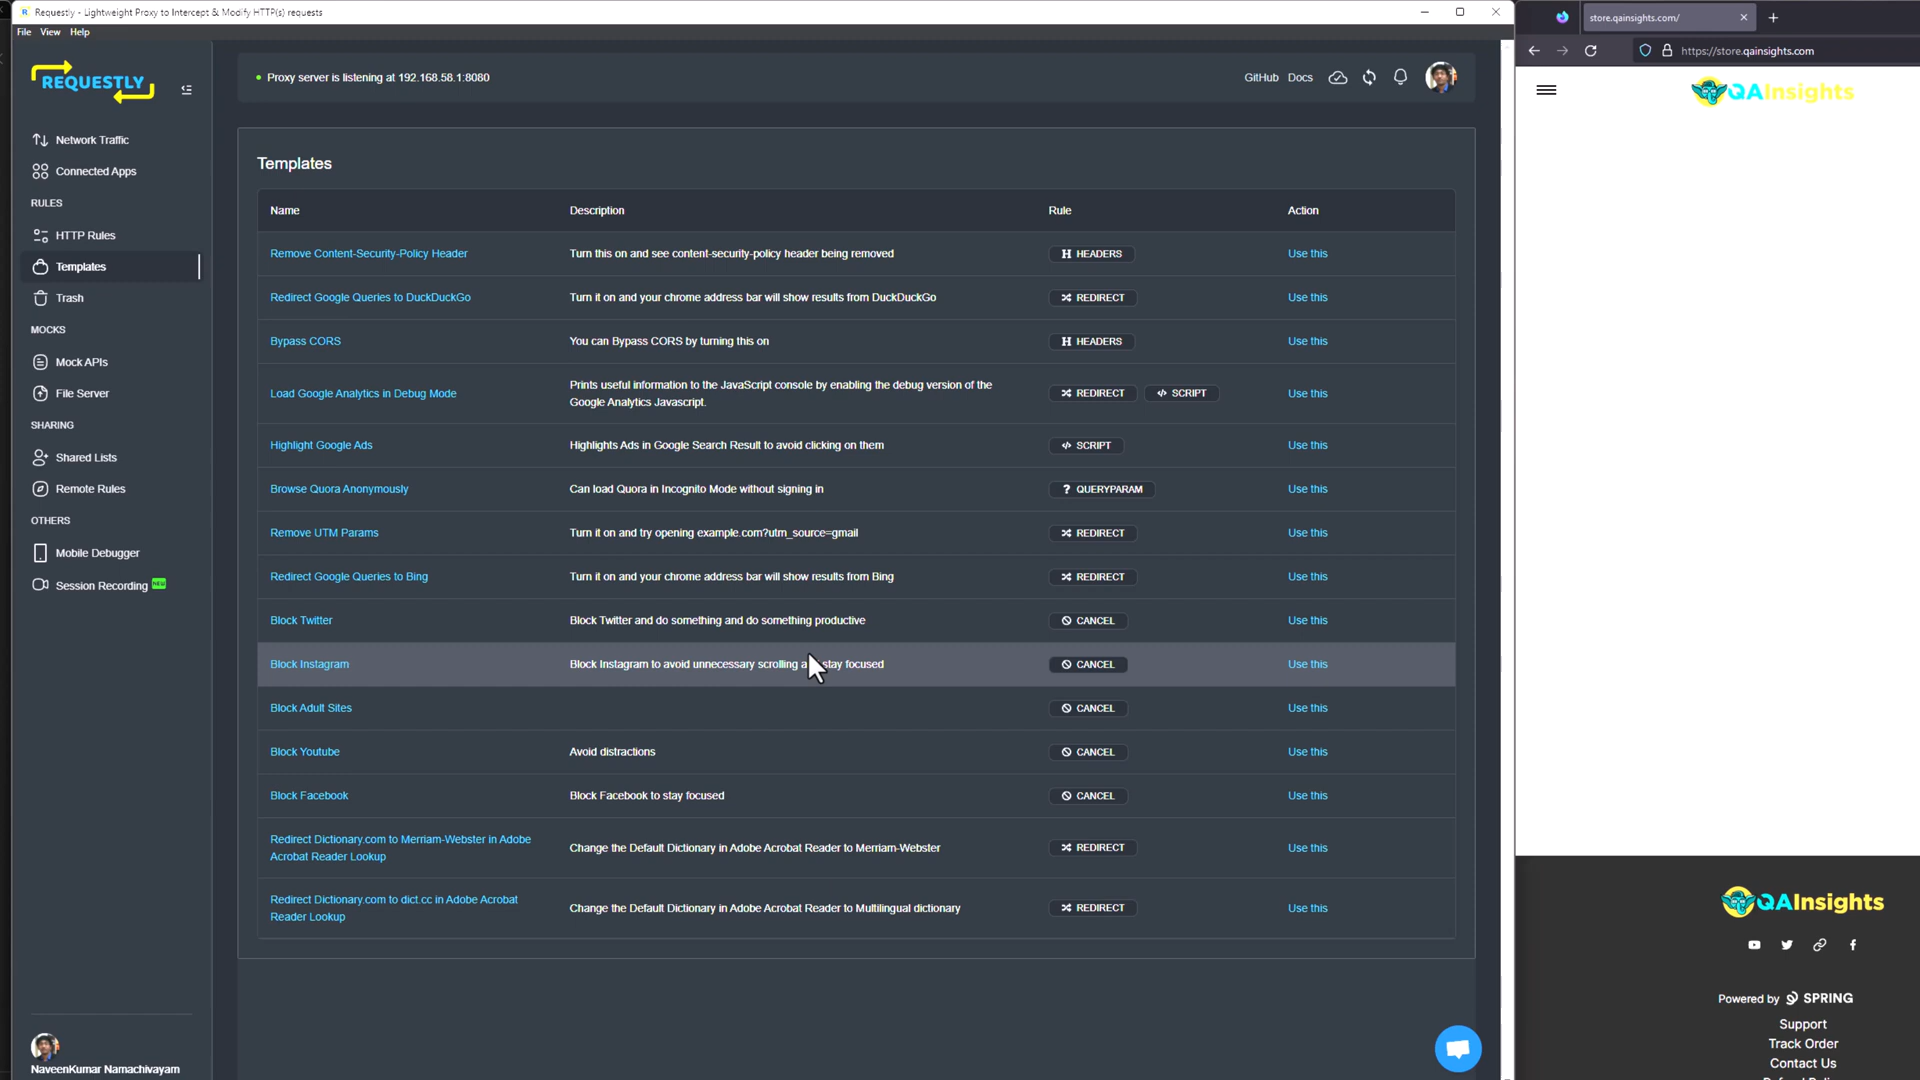 Requestly - Lightweight Proxy to Intercept & Modify HTTP(s) requests
File View Help
REQUESTLY
Network Traffic
Connected Apps
RULES
HTTP Rules
Templates
Trash
MOCKS
Mock APIs
File Server
SHARING
Shared Lists
Remote Rules
OTHERS
Mobile Debugger
Session Recording NEW
NaveenKumar Namachivayam
Proxy server is listening at 192.168.58.1:8080
GitHub Docs
Templates
Name Description Rule Action
Remove Content-Security-Policy Header Turn this on and see content-security-policy header being removed HEADERS Use this
Redirect Google Queries to DuckDuckGo Turn it on and your chrome address bar will show results from DuckDuckGo REDIRECT Use this
Bypass CORS You can Bypass CORS by turning this on HEADERS Use this
Load Google Analytics in Debug Mode Prints useful information to the JavaScript console by enabling the debug version of the
Google Analytics Javascript. REDIRECT SCRIPT Use this
Highlight Google Ads Highlights Ads in Google Search Result to avoid clicking on them SCRIPT Use this
Browse Quora Anonymously Can load Quora in Incognito Mode without signing in QUERYPARAM Use this
Remove UTM Params Turn it on and try opening example.com?utm_source=gmail REDIRECT Use this
Redirect Google Queries to Bing Turn it on and your chrome address bar will show results from Bing REDIRECT Use this
Block Twitter Block Twitter and do something and do something productive CANCEL Use this
Block Instagram Block Instagram to avoid unnecessary scrolling stay focused CANCEL Use this
Block Adult Sites CANCEL Use this
Block Youtube Avoid distractions CANCEL Use this
Block Facebook Block Facebook to stay focused CANCEL Use this
Redirect Dictionary.com to Merriam-Webster in Adobe
Acrobat Reader Lookup Change the Default Dictionary in Adobe Acrobat Reader to Merriam-Webster REDIRECT Use this
Redirect Dictionary.com to dict.cc in Adobe Acrobat
Reader Lookup Change the Default Dictionary in Adobe Acrobat Reader to Multilingual dictionary REDIRECT Use this
store.qainsights.com/
https://store.qainsights.com
QAInsights
QAInsights
Powered by SPRING
Support
Track Order
Contact Us